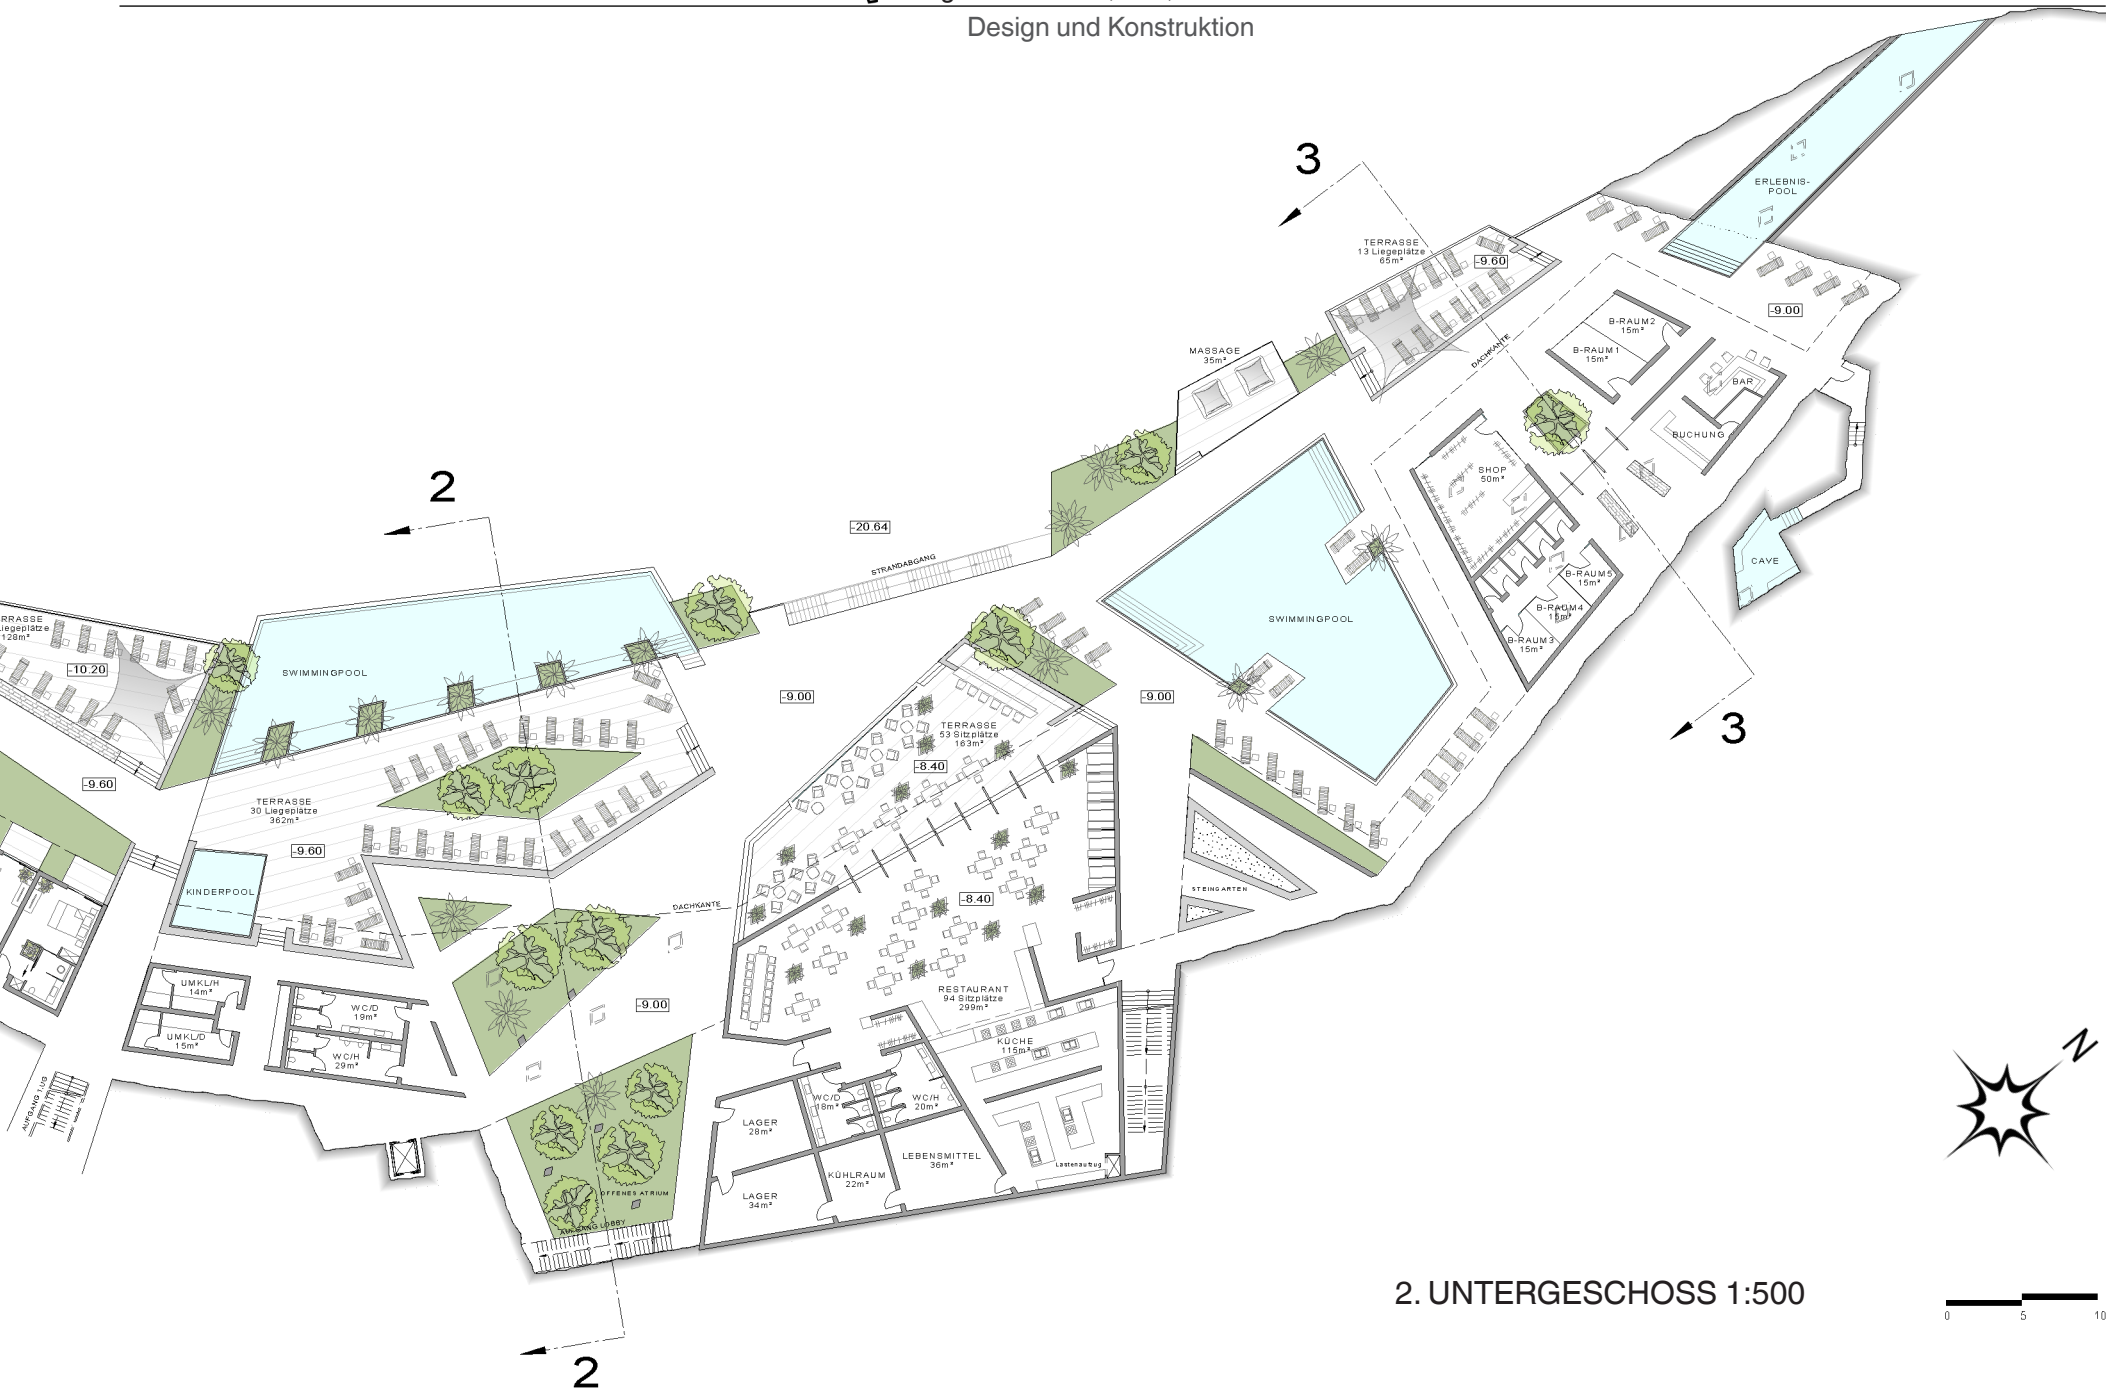 Design und Konstruktion
ERLEBNIS-
POOL
3
TERRASSE
13 Liegeplätze
65m²
-9.60
-9.00
B-RAUM2
15m²
B-RAUM1
15m²
DACHKANTE
MASSAGE
35m²
BAR
BUCHUNG
SHOP
50m²
2
-20.64
STRANDABGANG
CAVE
B-RAUM5
15m²
B-RAUM4
15m²
B-RAUM3
15m²
SWIMMINGPOOL
RRASSE
iegeplätze
128m²
-10.20
SWIMMINGPOOL
-9.00
-9.00
3
TERRASSE
53 Sitzplätze
163m²
-8.40
-9.60
TERRASSE
30 Liegeplätze
362m²
-9.60
KINDERPOOL
STEINGARTEN
DACHKANTE
-8.40
RESTAURANT
94 Sitzplätze
299m²
-9.00
UMKL/H
14m²
WC/D
19m²
UMKL/D
15m²
WC/H
29m²
KÜCHE
115m²
AUFGANG 1.UG
WC/D
18m²
WC/H
20m²
LAGER
28m²
LEBENSMITTEL
36m²
Lastenaufzug
KÜHLRAUM
22m²
LAGER
34m²
OFFENES ATRIUM
AUFGANG LOBBY
N
2. UNTERGESCHOSS 1:500
0 5 10
2